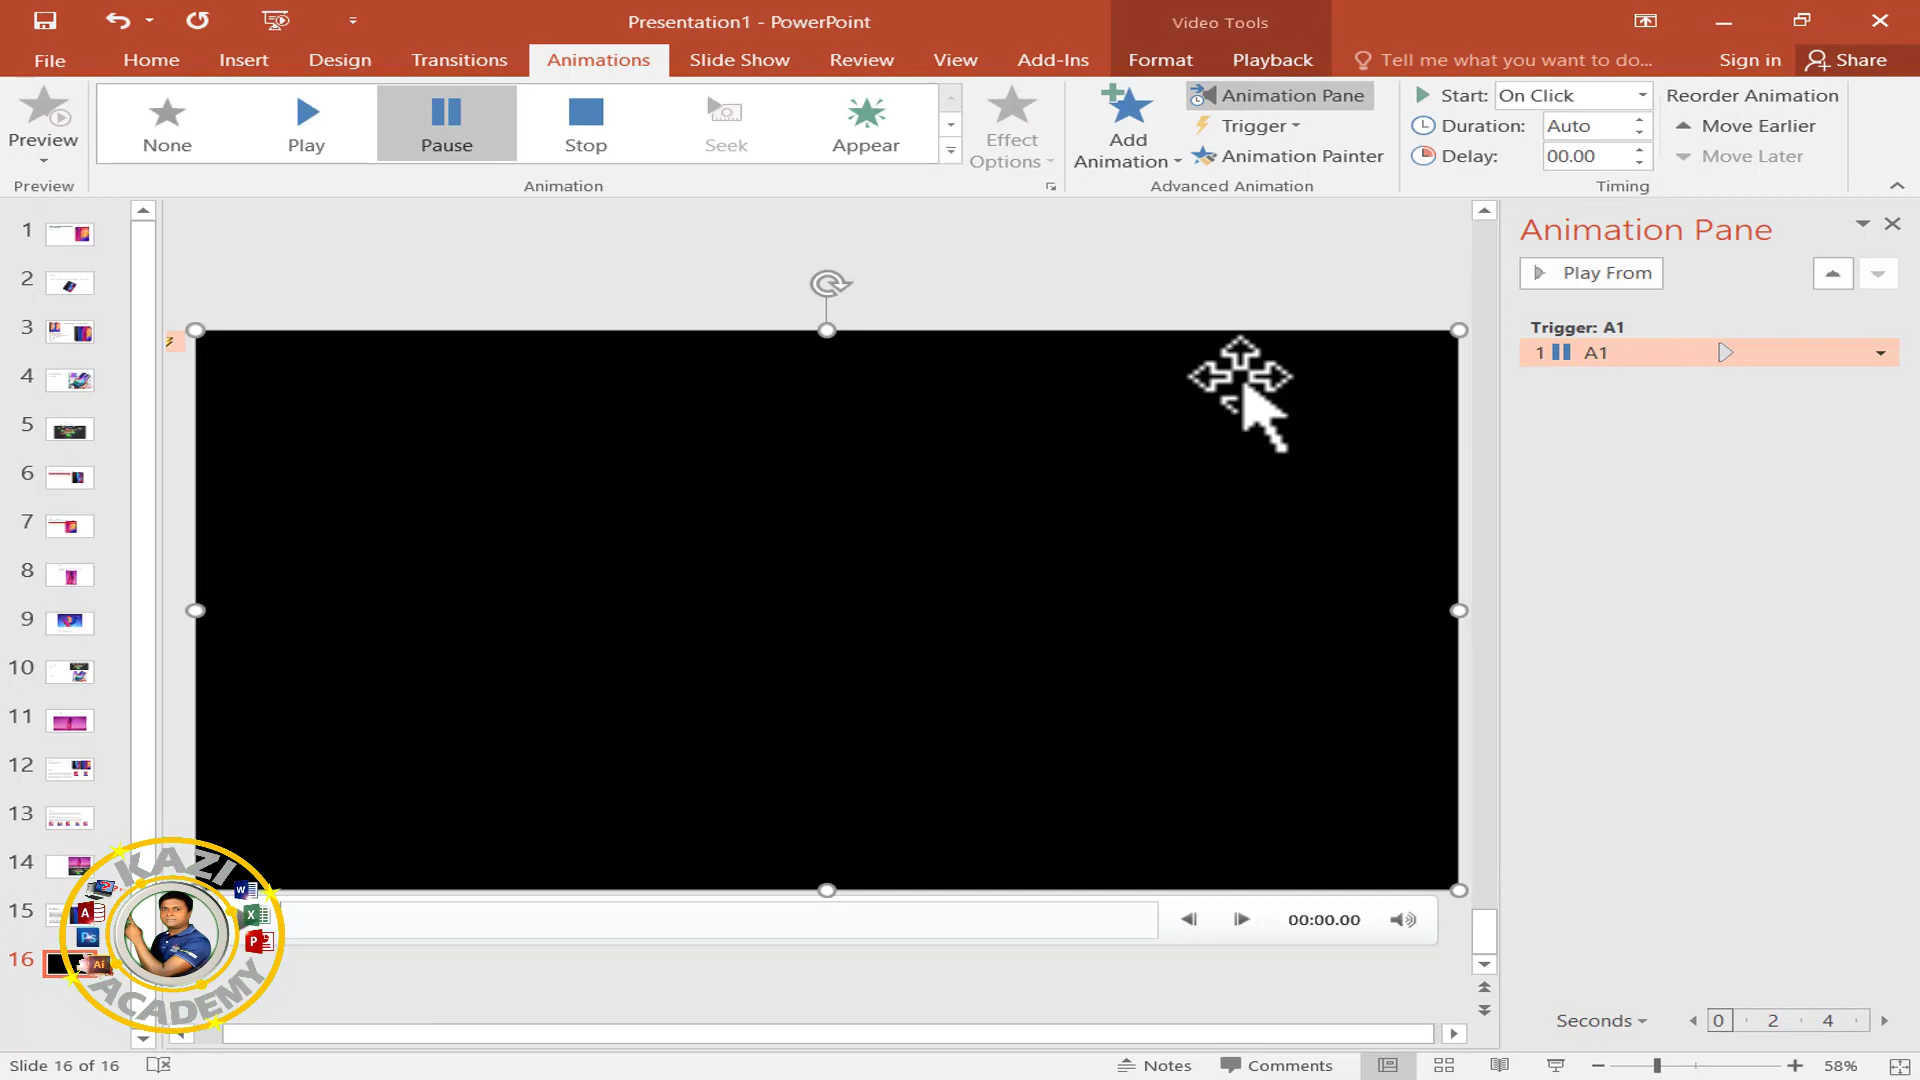 Presentation1 - PowerPoint
Video Tools
File
Home
Insert
Design
Transitions
Animations
Slide Show
Review
View
Add-Ins
Format
Playback
Tell me what you want to do...
Sign in
Share
Preview
None
Play
Pause
Stop
Seek
Appear
Effect
Options
Add
Animation
Animation Pane
Trigger
Animation Painter
Start: On Click
Duration: Auto
Delay: 00.00
Reorder Animation
Move Earlier
Move Later
Preview
Animation
Advanced Animation
Timing
1
2
3
4
5
6
7
8
9
10
11
12
13
14
15
16
Animation Pane
Play From
Trigger: A1
1 A1
00:00.00
KAZI
ACADEMY
W
A
X
Ps
P
Ai
Seconds
0 2 4
Slide 16 of 16
Notes
Comments
58%